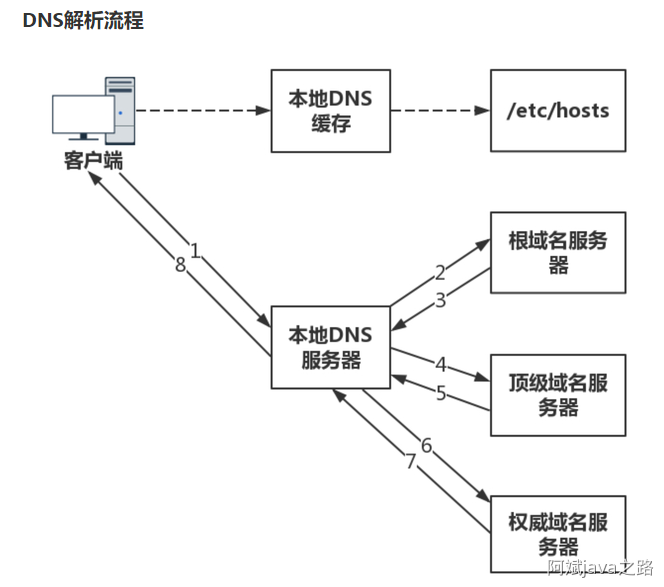 DNS解析流程
本地DNS
缓存
/etc/hosts
客户端
1
8
2
3
根域名服务
器
本地DNS
服务器
4
5
顶级域名服
务器
6
7
权威域名服
务器
阿斌java之路